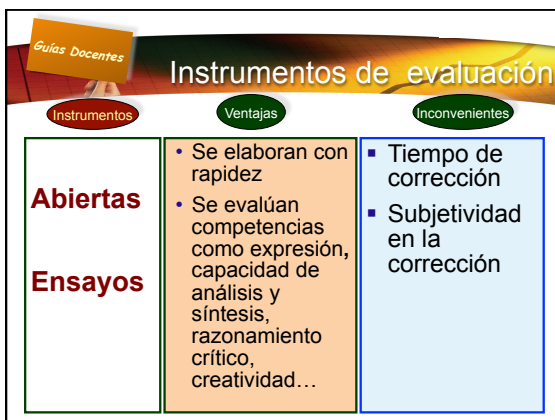 Guías Docentes
Instrumentos de evaluación
Instrumentos
Ventajas
Inconvenientes
Abiertas
Ensayos
• Se elaboran con
rapidez
• Se evalúan
competencias
como expresión,
capacidad de
análisis y
síntesis,
razonamiento
crítico,
creatividad…
▪ Tiempo de
corrección
▪ Subjetividad
en la
corrección